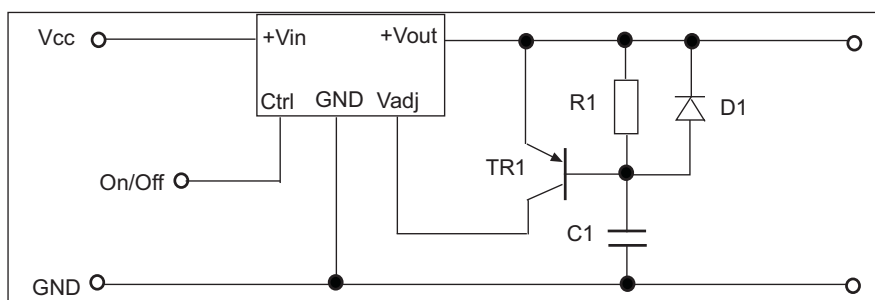 Vcc
+Vin +Vout
R1
D1
Ctrl GND Vadj
TR1
On/Off
C1
GND